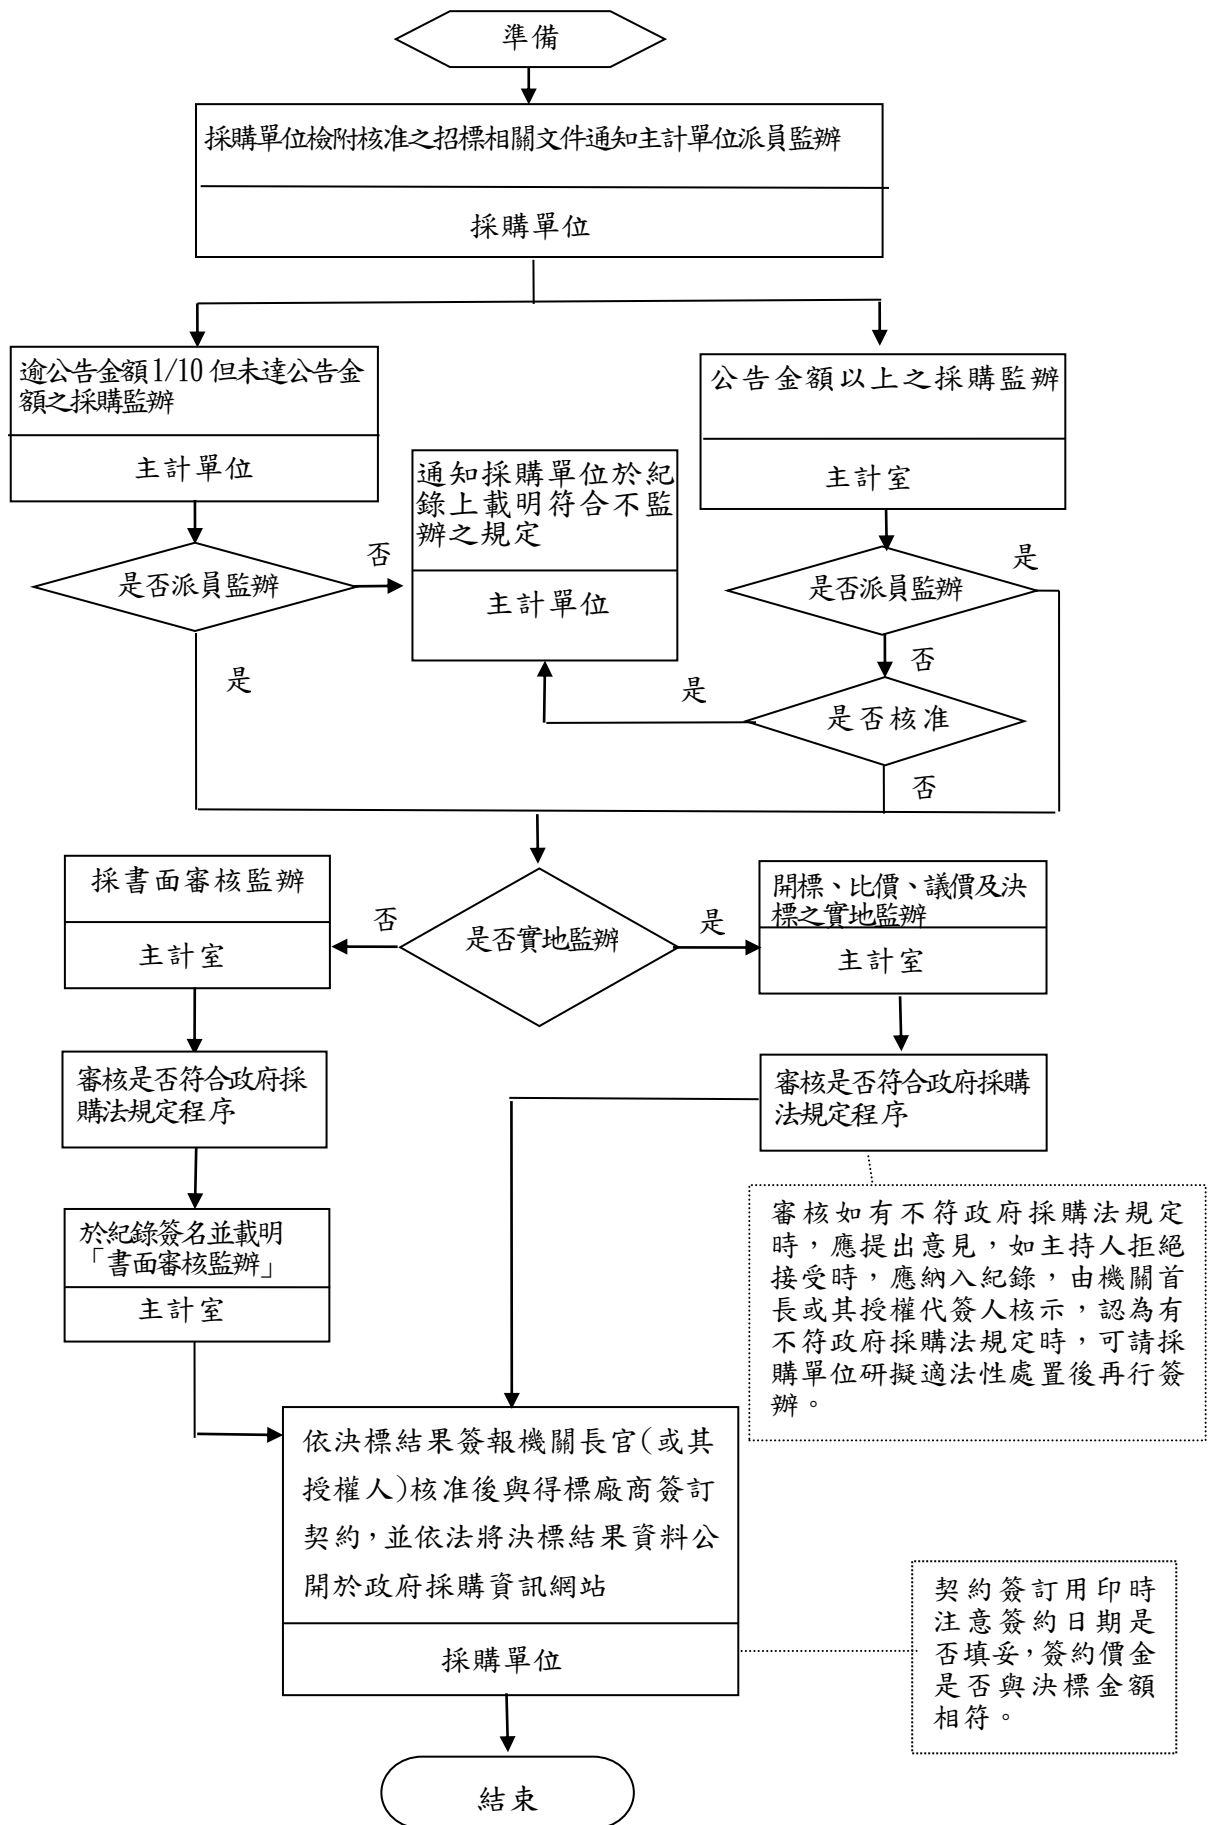 準備
採購單位檢附核准之招標相關文件通知主計單位派員監辦
採購單位
逾公告金額1/10但未達公告金
額之採購監辦
主計單位
公告金額以上之採購監辦
主計室
通知採購單位於紀
錄上載明符合不監
辦之規定
主計單位
是否派員監辦
否
是
是否派員監辦
是
否
是否核准
是
否
採書面審核監辦
主計室
否
是否實地監辦
是
開標、比價、議價及決
標之實地監辦
主計室
審核是否符合政府採
購法規定程序
審核是否符合政府採購
法規定程序
於紀錄簽名並載明
「書面審核監辦」
主計室
審核如有不符政府採購法規定
時，應提出意見，如主持人拒絕
接受時，應納入紀錄，由機關首
長或其授權代簽人核示，認為有
不符政府採購法規定時，可請採
購單位研擬適法性處置後再行簽
辦。
依決標結果簽報機關長官(或其
授權人)核准後與得標廠商簽訂
契約，並依法將決標結果資料公
開於政府採購資訊網站
採購單位
契約簽訂用印時
注意簽約日期是
否填妥，簽約價金
是否與決標金額
相符。
結束